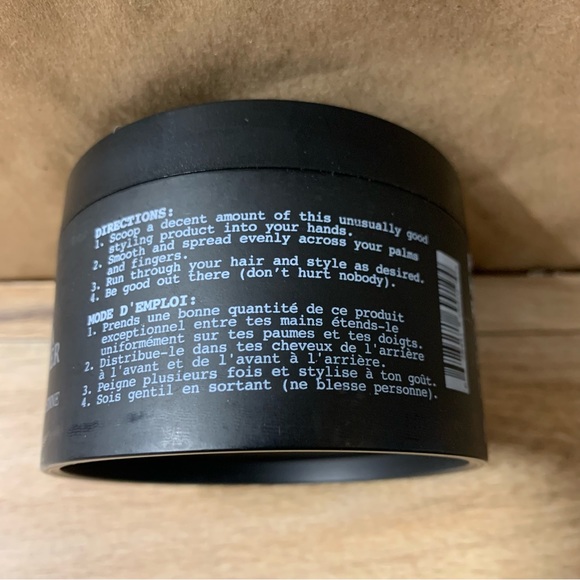 DIRECTIONS:
1. Scoop a decent amount of this unusually good
styling product into your hands.
2. Smooth and spread evenly across your palms
and fingers.
3. Run through your hair and style as desired.
4. Be good out there (don't hurt nobody).
MODE D'EMPLOI:
1. Prends une bonne quantité de ce produit
exceptionnel entre tes mains étends-le
uniformément sur tes paumes et tes doigts.
2. Distribue-le dans tes cheveux de l'arrière
à l'avant et de l'avant à l'arrière.
3. Peigne plusieurs fois et stylise à ton goût.
4. Sois gentil en sortant (ne blesse personne).